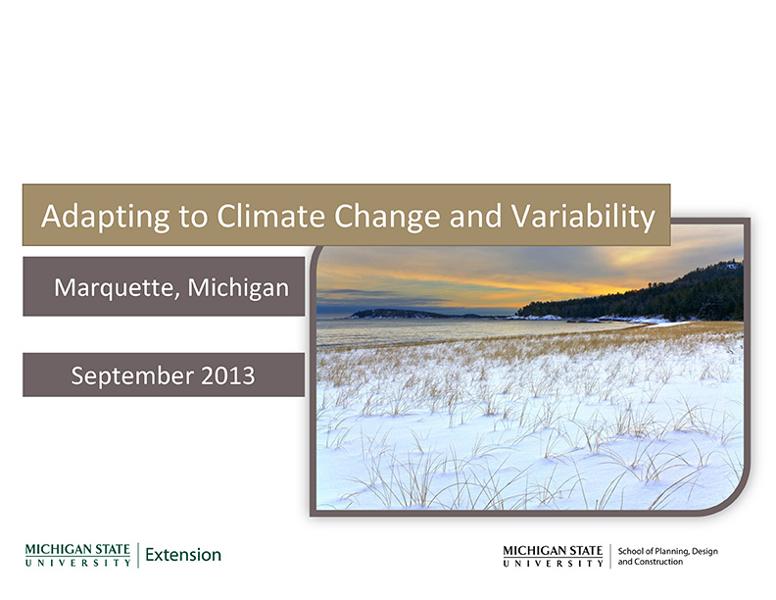 Adapting to Climate Change and Variability
Marquette, Michigan
September 2013
MICHIGAN STATE
UNIVERSITY
Extension
MICHIGAN STATE
UNIVERSITY
School of Planning, Design
and Construction